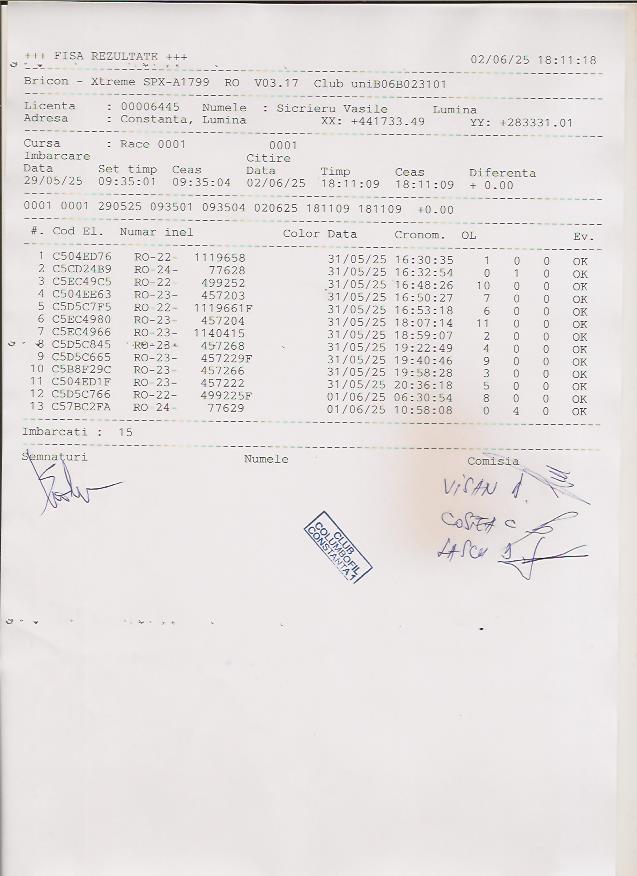 +++ FISA REZULTATE +++ 02/06/25 18:11:18
Bricon - Xtreme SPX-A1799 RO V03.17 Club uniB06B023101
Licenta : 00006445 Numele : Sicrieru Vasile Lumina
Adresa : Constanta, Lumina XX: +441733.49 YY: +283331.01
Cursa : Race 0001 0001
Imbarcare Citire
Data Set timp Ceas Data Timp Ceas Diferenta
29/05/25 09:35:01 09:35:04 02/06/25 18:11:09 18:11:09 + 0.00
0001 0001 290525 093501 093504 020625 181109 181109 +0.00
#. Cod El. Numar inel Color Data Cronom. OL Ev.
1 C504ED76 RO-22- 1119658 31/05/25 16:30:35 1 0 0 OK
2 C5CD24B9 RO-24- 77628 31/05/25 16:32:54 0 1 0 OK
3 C5EC49C5 RO-22- 499252 31/05/25 16:48:26 10 0 0 OK
4 C504EE63 RO-23- 457203 31/05/25 16:50:27 7 0 0 OK
5 C5D5C7F5 RO-22- 1119661F 31/05/25 16:53:18 6 0 0 OK
6 C5EC4980 RO-23- 457204 31/05/25 18:07:14 11 0 0 OK
7 C5EC4966 RO-23- 1140415 31/05/25 18:59:07 2 0 0 OK
8 C5D5C845 RO-23- 457268 31/05/25 19:22:49 4 0 0 OK
9 C5D5C665 RO-23- 457229F 31/05/25 19:40:46 9 0 0 OK
10 C5B8F29C RO-23- 457266 31/05/25 19:58:28 3 0 0 OK
11 C504ED1F RO-23- 457222 31/05/25 20:36:18 5 0 0 OK
12 C5D5C766 RO-22- 499225F 01/06/25 06:30:54 8 0 0 OK
13 C57BC2FA RO-24- 77629 01/06/25 10:58:08 0 4 0 OK
Imbarcati : 15
Semnaturi Numele Comisia
VISAN
COSTEA C
CLUB
COLUMBOFIL
CONSTANTA 1